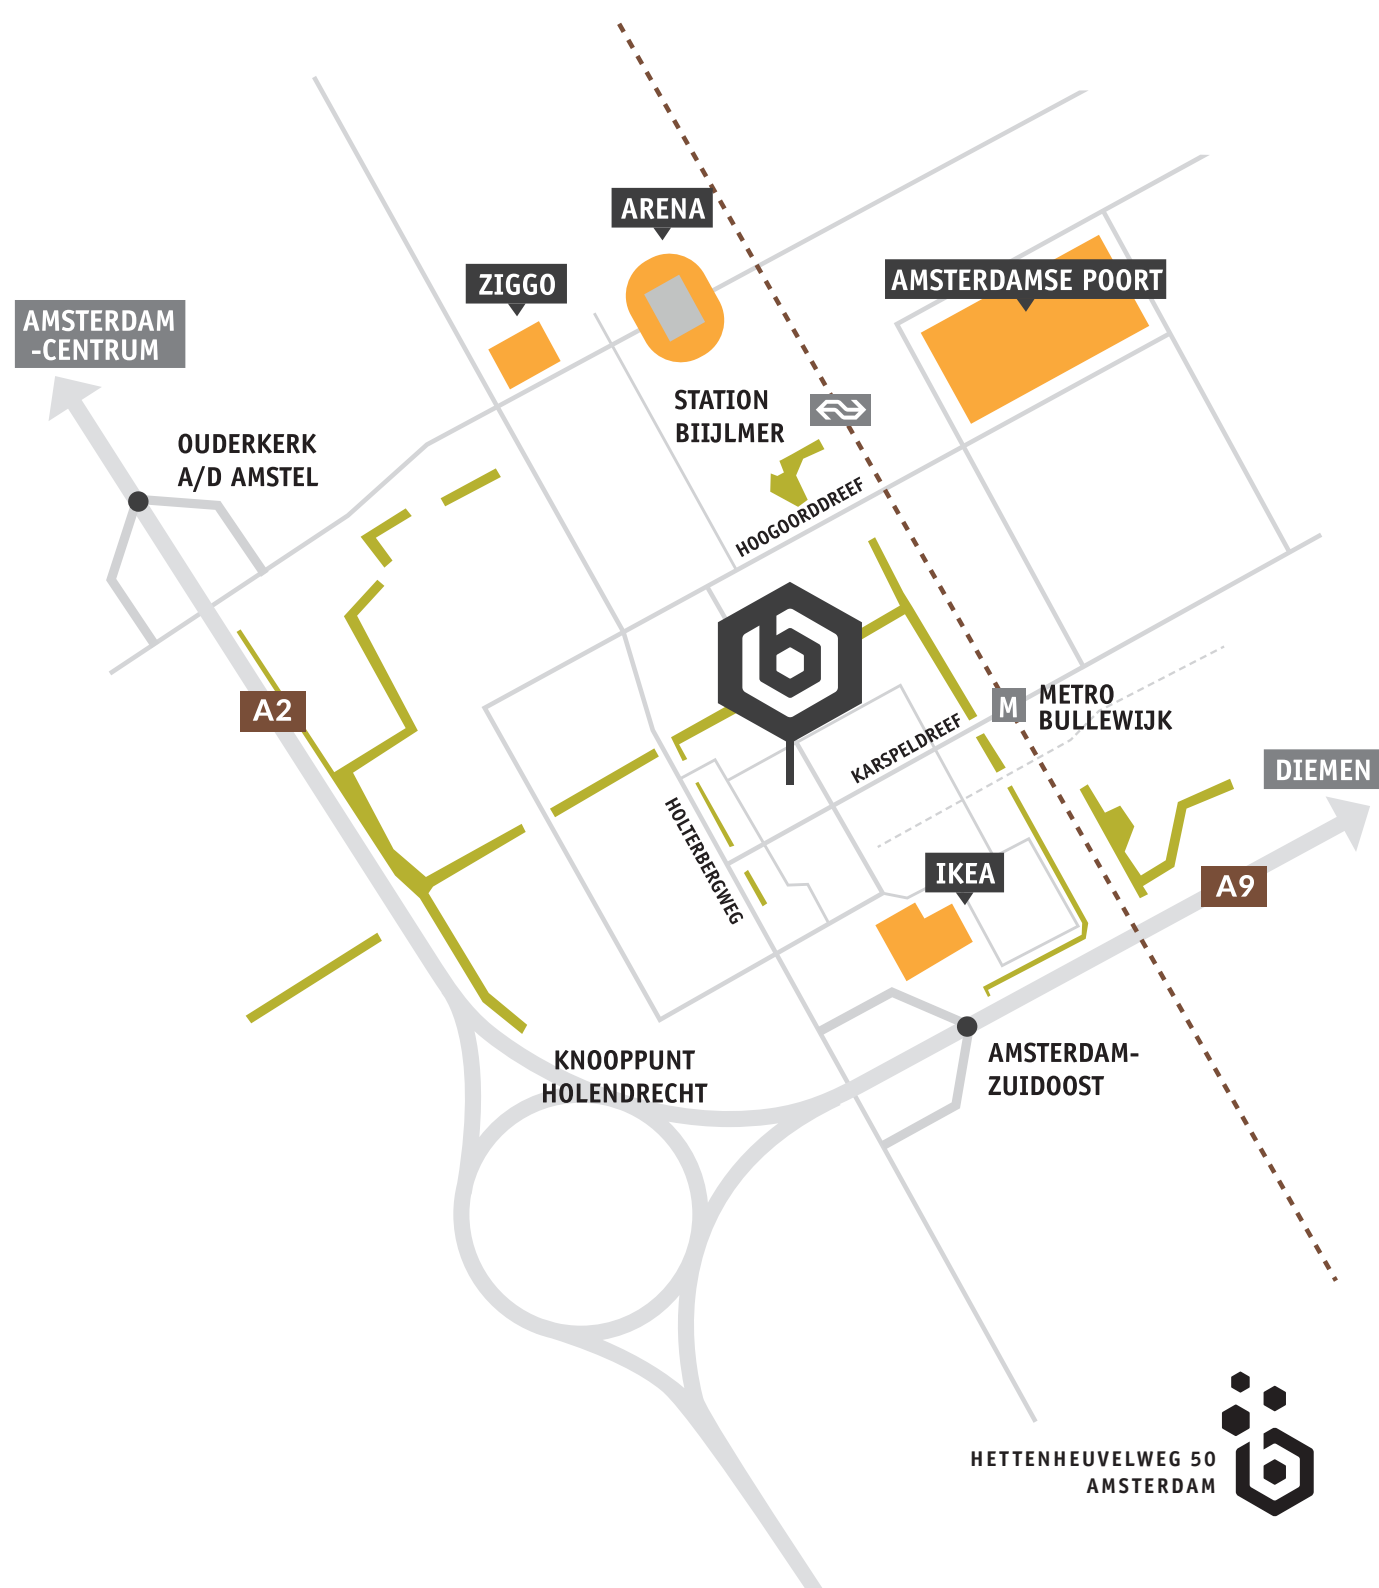 ARENA
ZIGGO
AMSTERDAMSE POORT
AMSTERDAM
-CENTRUM
STATION
BIIJLMER
OUDERKERK
A/D AMSTEL
HOOGOORDDREEF
b
A2
M
METRO
BULLEWIJK
KARSPELDREEF
DIEMEN
HOLTERBERGWEG
IKEA
A9
KNOOPPUNT
HOLENDRECHT
AMSTERDAM-
ZUIDOOST
HETTENHEUVELWEG 50
AMSTERDAM
b